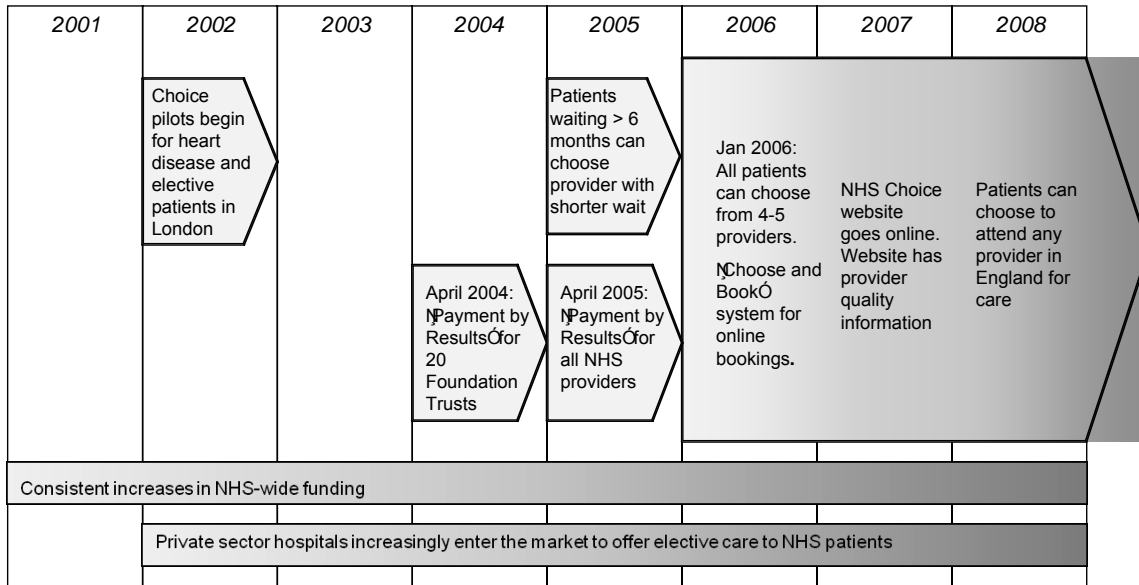 2001 2002 2003 2004 2005 2006 2007 2008
Choice
pilots begin
for heart
disease and
elective
patients in
London
Patients
waiting > 6
months can
choose
provider with
shorter wait
April 2004:
ŅPayment by
ResultsÓ for
20
Foundation
Trusts
April 2005:
ŅPayment by
ResultsÓ for
all NHS
providers
Jan 2006:
All patients
can choose
from 4-5
providers.
ŅChoose and
BookÓ
system for
online
bookings.
NHS Choice
website
goes online.
Website has
provider
quality
information
Patients can
choose to
attend any
provider in
England for
care
Consistent increases in NHS-wide funding
Private sector hospitals increasingly enter the market to offer elective care to NHS patients